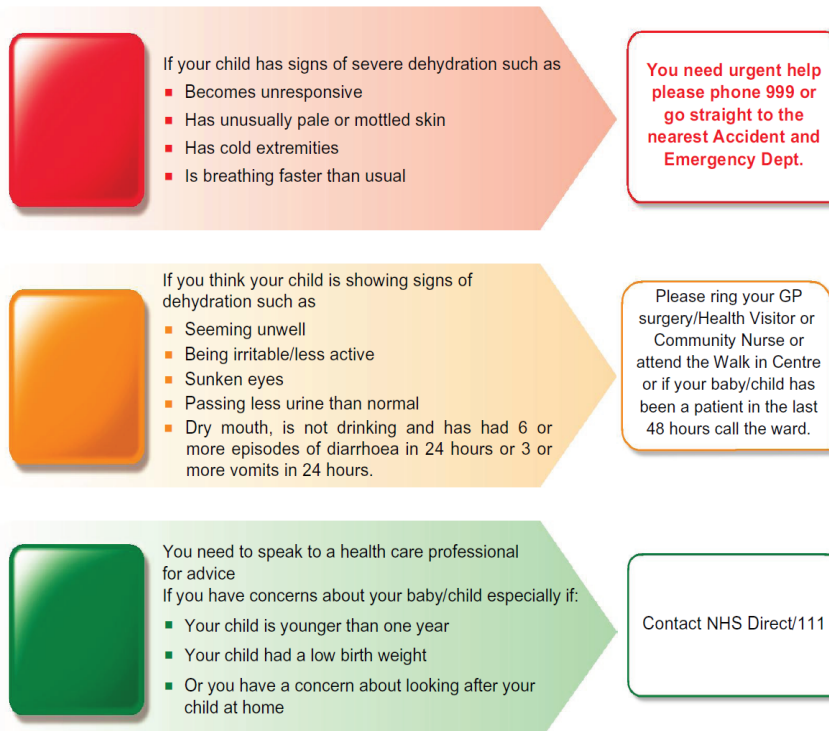 If your child has signs of severe dehydration such as
Becomes unresponsive
Has unusually pale or mottled skin
Has cold extremities
Is breathing faster than usual
You need urgent help
please phone 999 or
go straight to the
nearest Accident and
Emergency Dept.
If you think your child is showing signs of
dehydration such as
Seeming unwell
Being irritable/less active
Sunken eyes
Passing less urine than normal
Dry mouth, is not drinking and has had 6 or
more episodes of diarrhoea in 24 hours or 3 or
more vomits in 24 hours.
Please ring your GP
surgery/Health Visitor or
Community Nurse or
attend the Walk in Centre
or if your baby/child has
been a patient in the last
48 hours call the ward.
You need to speak to a health care professional
for advice
If you have concerns about your baby/child especially if:
Your child is younger than one year
Your child had a low birth weight
Or you have a concern about looking after your
child at home
Contact NHS Direct/111